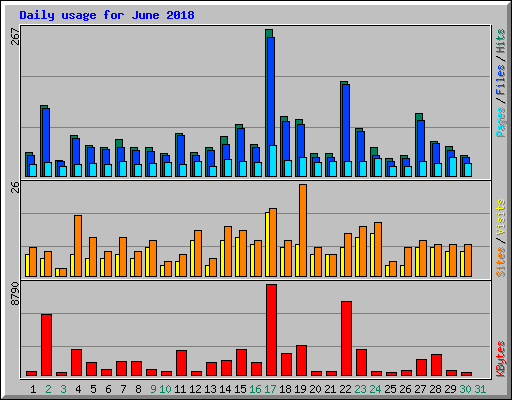 Daily usage for June 2018
267
Pages / Files / Hits
26
Sites / Visits
8790
KBytes
1 2 3 4 5 6 7 8 9 10 11 12 13 14 15 16 17 18 19 20 21 22 23 24 25 26 27 28 29 30 31